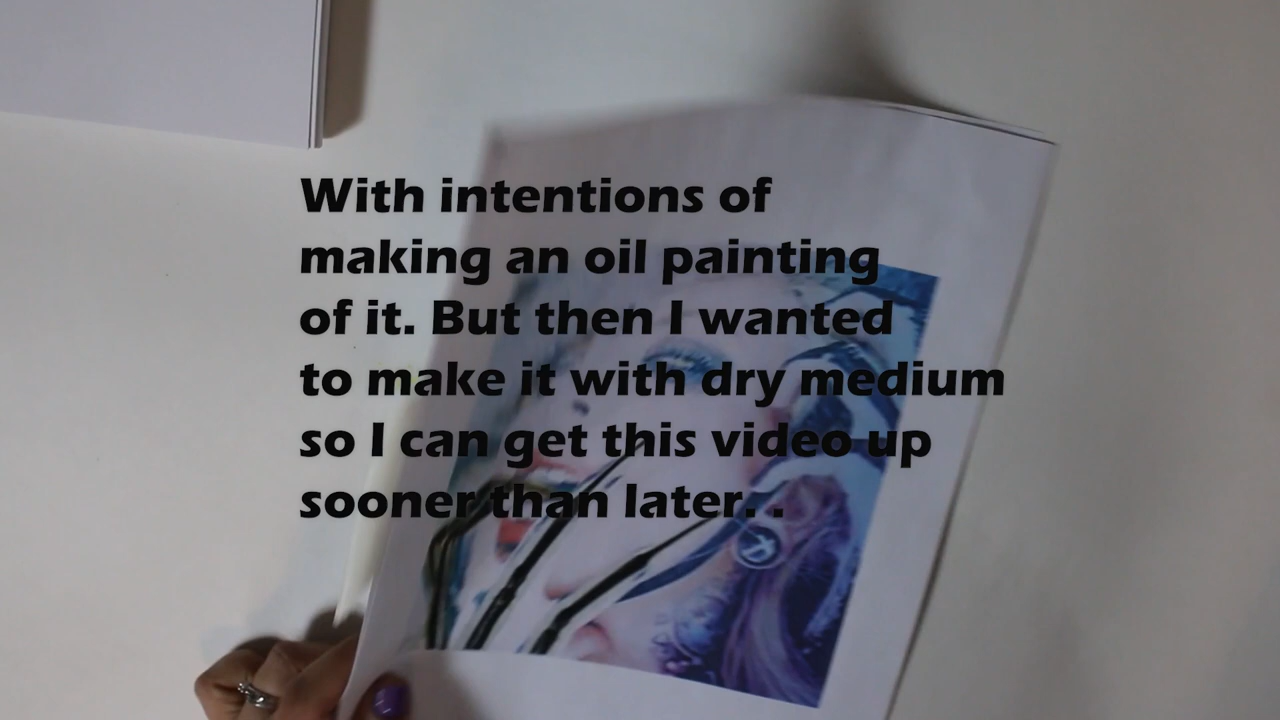 With intentions of
making an oil painting
of it. But then I wanted
to make it with dry medium
so I can get this video up
sooner than later. .